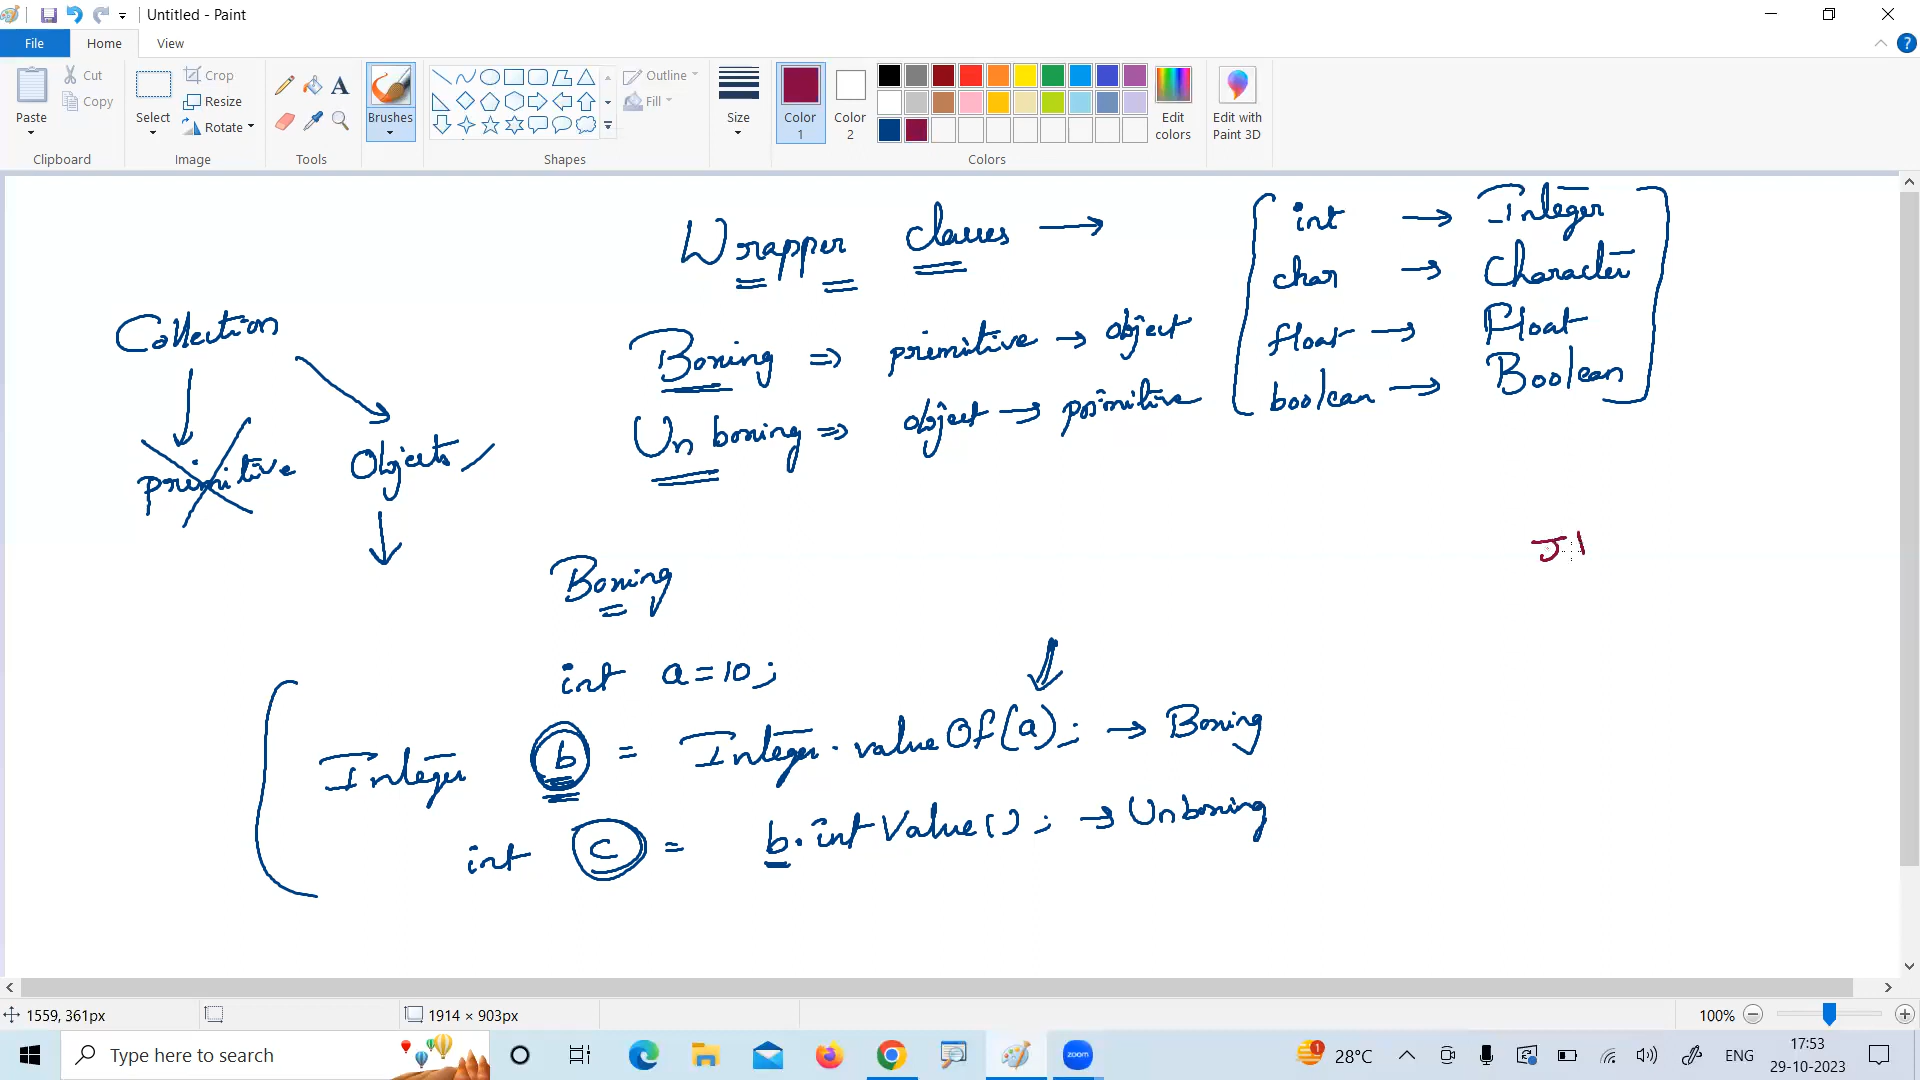 Untitled - Paint
File Home View
Paste
Cut
Copy
Clipboard
Select
Crop
Resize
Rotate
Image
Tools
Brushes
Shapes
Outline
Fill
Size
Color 1
Color 2
Colors
Edit colors
Edit with Paint 3D
Wrapper classes →
int → Integer
char → Character
float → Float
boolean → Boolean
Boxing ⇒ primitive → object
Un boxing ⇒ object → primitive
Collection
primitive Objects
Boxing
int a=10;
Integer b = Integer.valueOf(a); → Boxing
int c = b.intValue(); → Unboxing
1559, 361px
1914 × 903px
100%
Type here to search
zoom
1
28°C
ENG
17:53
29-10-2023